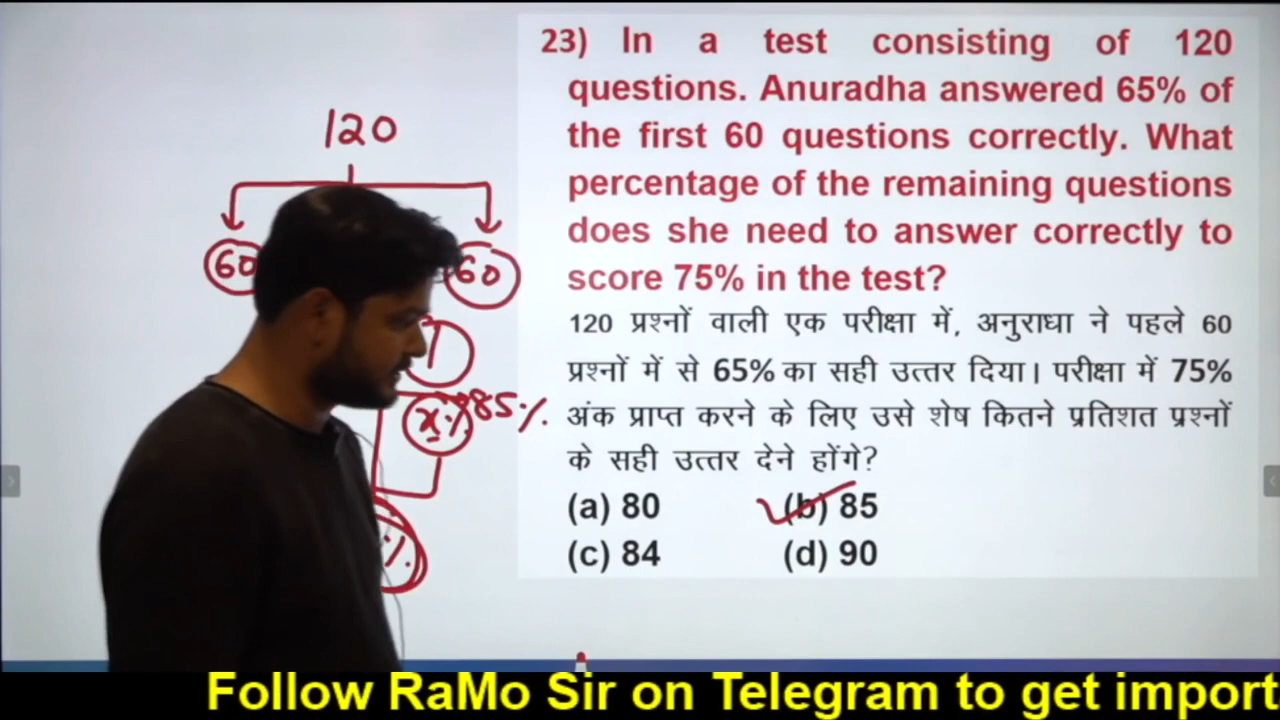 23) In a test consisting of 120
questions. Anuradha answered 65% of
the first 60 questions correctly. What
percentage of the remaining questions
does she need to answer correctly to
score 75% in the test?
120 प्रश्नों वाली एक परीक्षा में, अनुराधा ने पहले 60
प्रश्नों में से 65% का सही उत्तर दिया। परीक्षा में 75%
अंक प्राप्त करने के लिए उसे शेष कितने प्रतिशत प्रश्नों
के सही उत्तर देने होंगे?
(a) 80 (b) 85
(c) 84 (d) 90
120
60 60
1
x% 85%
%
Follow RaMo Sir on Telegram to get import